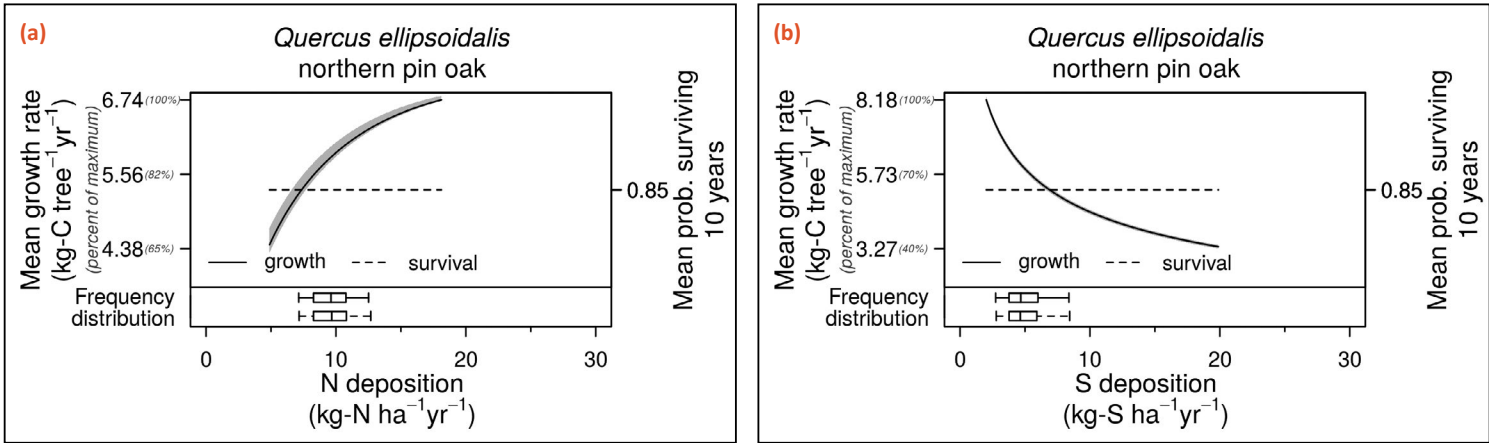 (a)
Quercus ellipsoidalis
northern pin oak
Mean growth rate
(kg-C tree⁻¹yr⁻¹)
(percent of maximum)
6.74 (100%)
5.56 (82%)
4.38 (65%)
growth
survival
0.85
Mean prob. surviving
10 years
Frequency
distribution
0 10 20 30
N deposition
(kg-N ha⁻¹yr⁻¹)
(b)
Quercus ellipsoidalis
northern pin oak
Mean growth rate
(kg-C tree⁻¹yr⁻¹)
(percent of maximum)
8.18 (100%)
5.73 (70%)
3.27 (40%)
growth
survival
0.85
Mean prob. surviving
10 years
Frequency
distribution
0 10 20 30
S deposition
(kg-S ha⁻¹yr⁻¹)